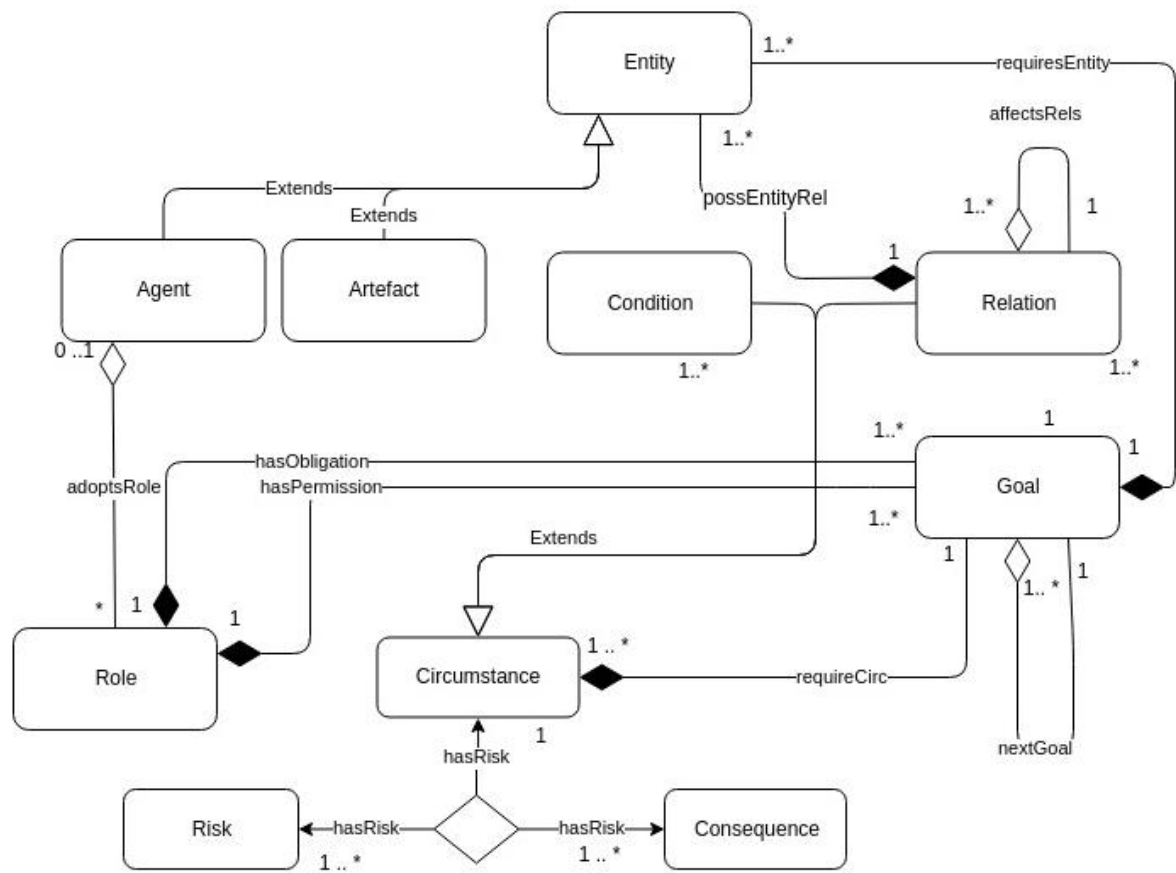 Entity
1..*
requiresEntity
affectsRels
1..*
Extends
possEntityRel
Extends
1..*
1
Agent
Artefact
Condition
1
Relation
0 ..1
1..*
1..*
1
1..*
1
hasObligation
adoptsRole
hasPermission
Goal
1..*
Extends
1
1
1.. *
*
1
1
1 .. *
Role
Circumstance
requireCirc
1
nextGoal
hasRisk
Risk
hasRisk
hasRisk
Consequence
1 .. *
1 .. *